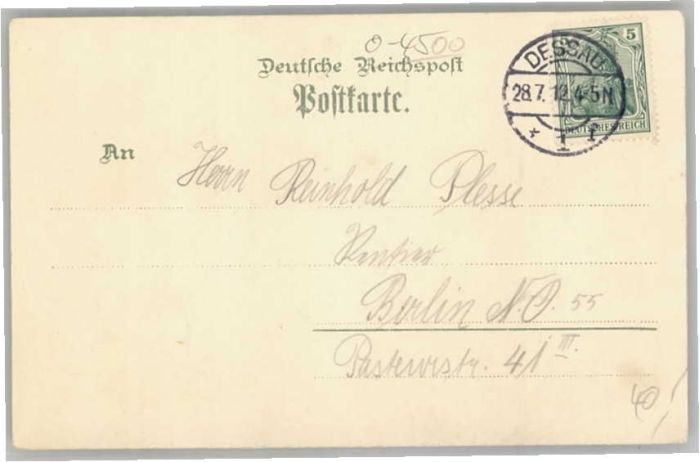 0-4500
Deutsche Reichspost
Postkarte.
5
DESSAU
28.7.12.4-5N
* 1 f
DEUTSCHES REICH
An
Herrn Reinhold Plesse
Rentier
Berlin N.O. 55
Pasteurstr. 41 III.
40!